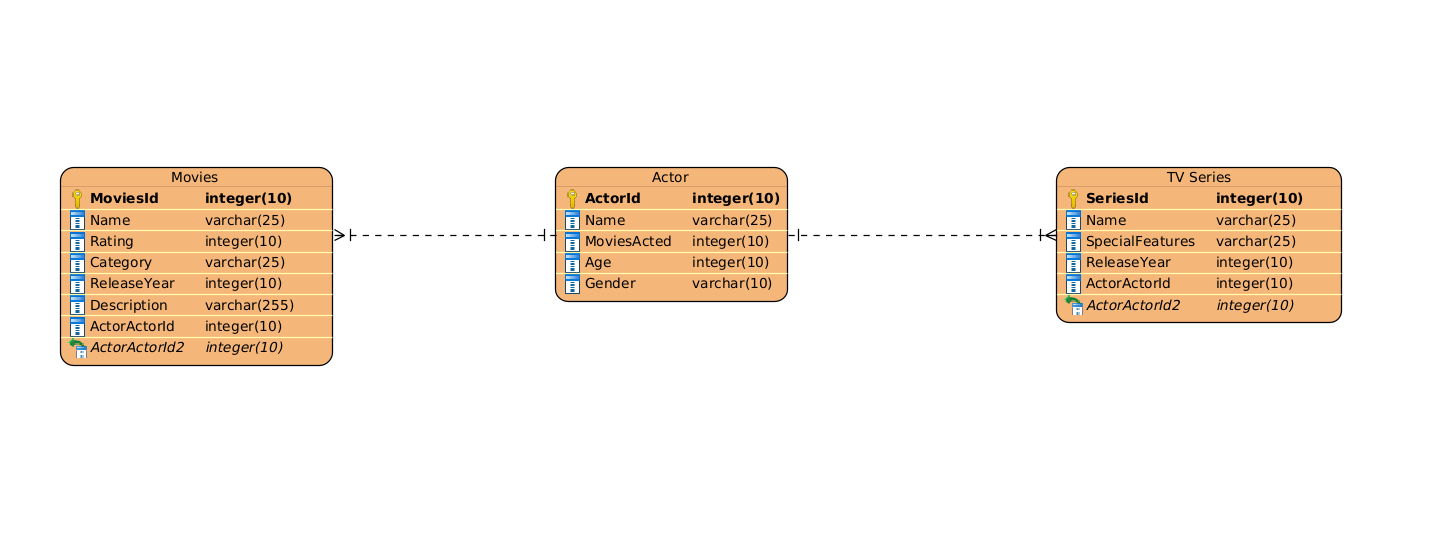 Movies
MoviesId integer(10)
Name varchar(25)
Rating integer(10)
Category varchar(25)
ReleaseYear integer(10)
Description varchar(255)
ActorActorId integer(10)
ActorActorId2 integer(10)
Actor
ActorId integer(10)
Name varchar(25)
MoviesActed integer(10)
Age integer(10)
Gender varchar(10)
TV Series
SeriesId integer(10)
Name varchar(25)
SpecialFeatures varchar(25)
ReleaseYear integer(10)
ActorActorId integer(10)
ActorActorId2 integer(10)